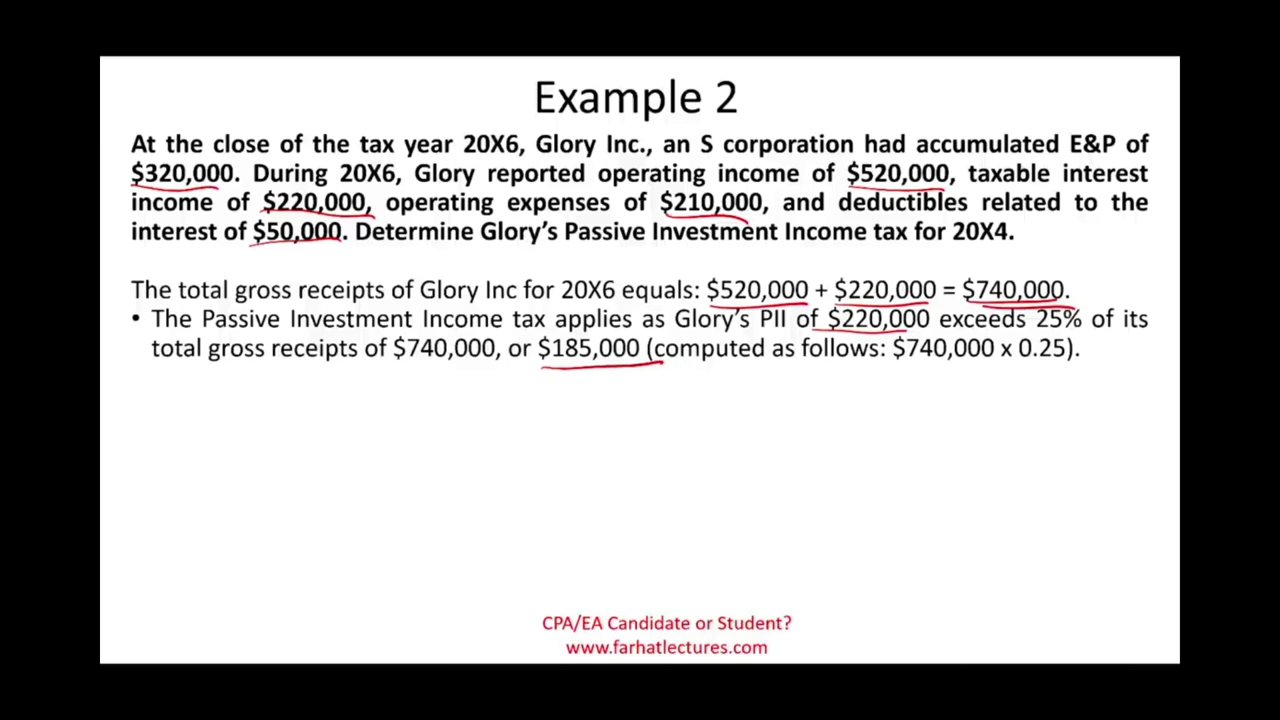 Example 2
At the close of the tax year 20X6, Glory Inc., an S corporation had accumulated E&P of
$320,000. During 20X6, Glory reported operating income of $520,000, taxable interest
income of $220,000, operating expenses of $210,000, and deductibles related to the
interest of $50,000. Determine Glory's Passive Investment Income tax for 20X4.
The total gross receipts of Glory Inc for 20X6 equals: $520,000 + $220,000 = $740,000.
• The Passive Investment Income tax applies as Glory's PII of $220,000 exceeds 25% of its
total gross receipts of $740,000, or $185,000 (computed as follows: $740,000 x 0.25).
CPA/EA Candidate or Student?
www.farhatlectures.com